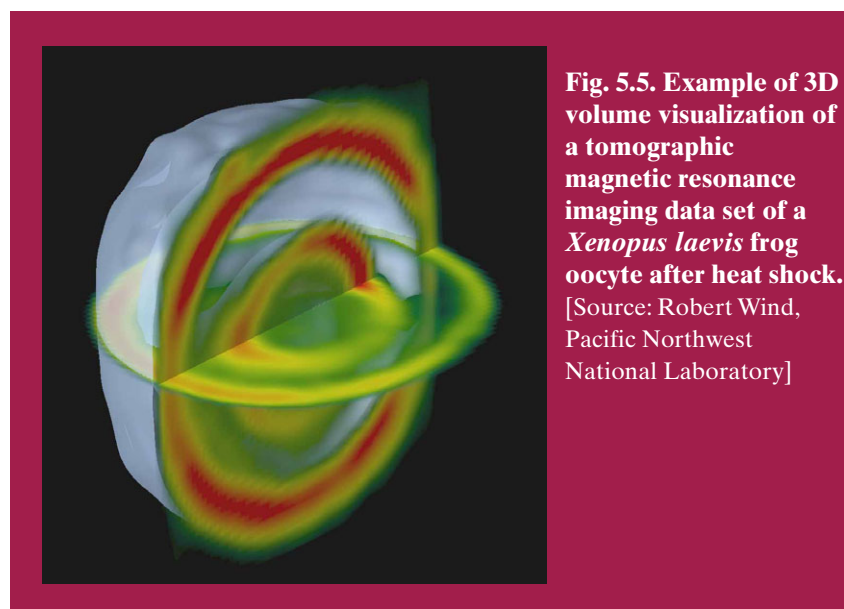 Fig. 5.5. Example of 3D
volume visualization of
a tomographic
magnetic resonance
imaging data set of a
Xenopus laevis frog
oocyte after heat shock.
[Source: Robert Wind,
Pacific Northwest
National Laboratory]